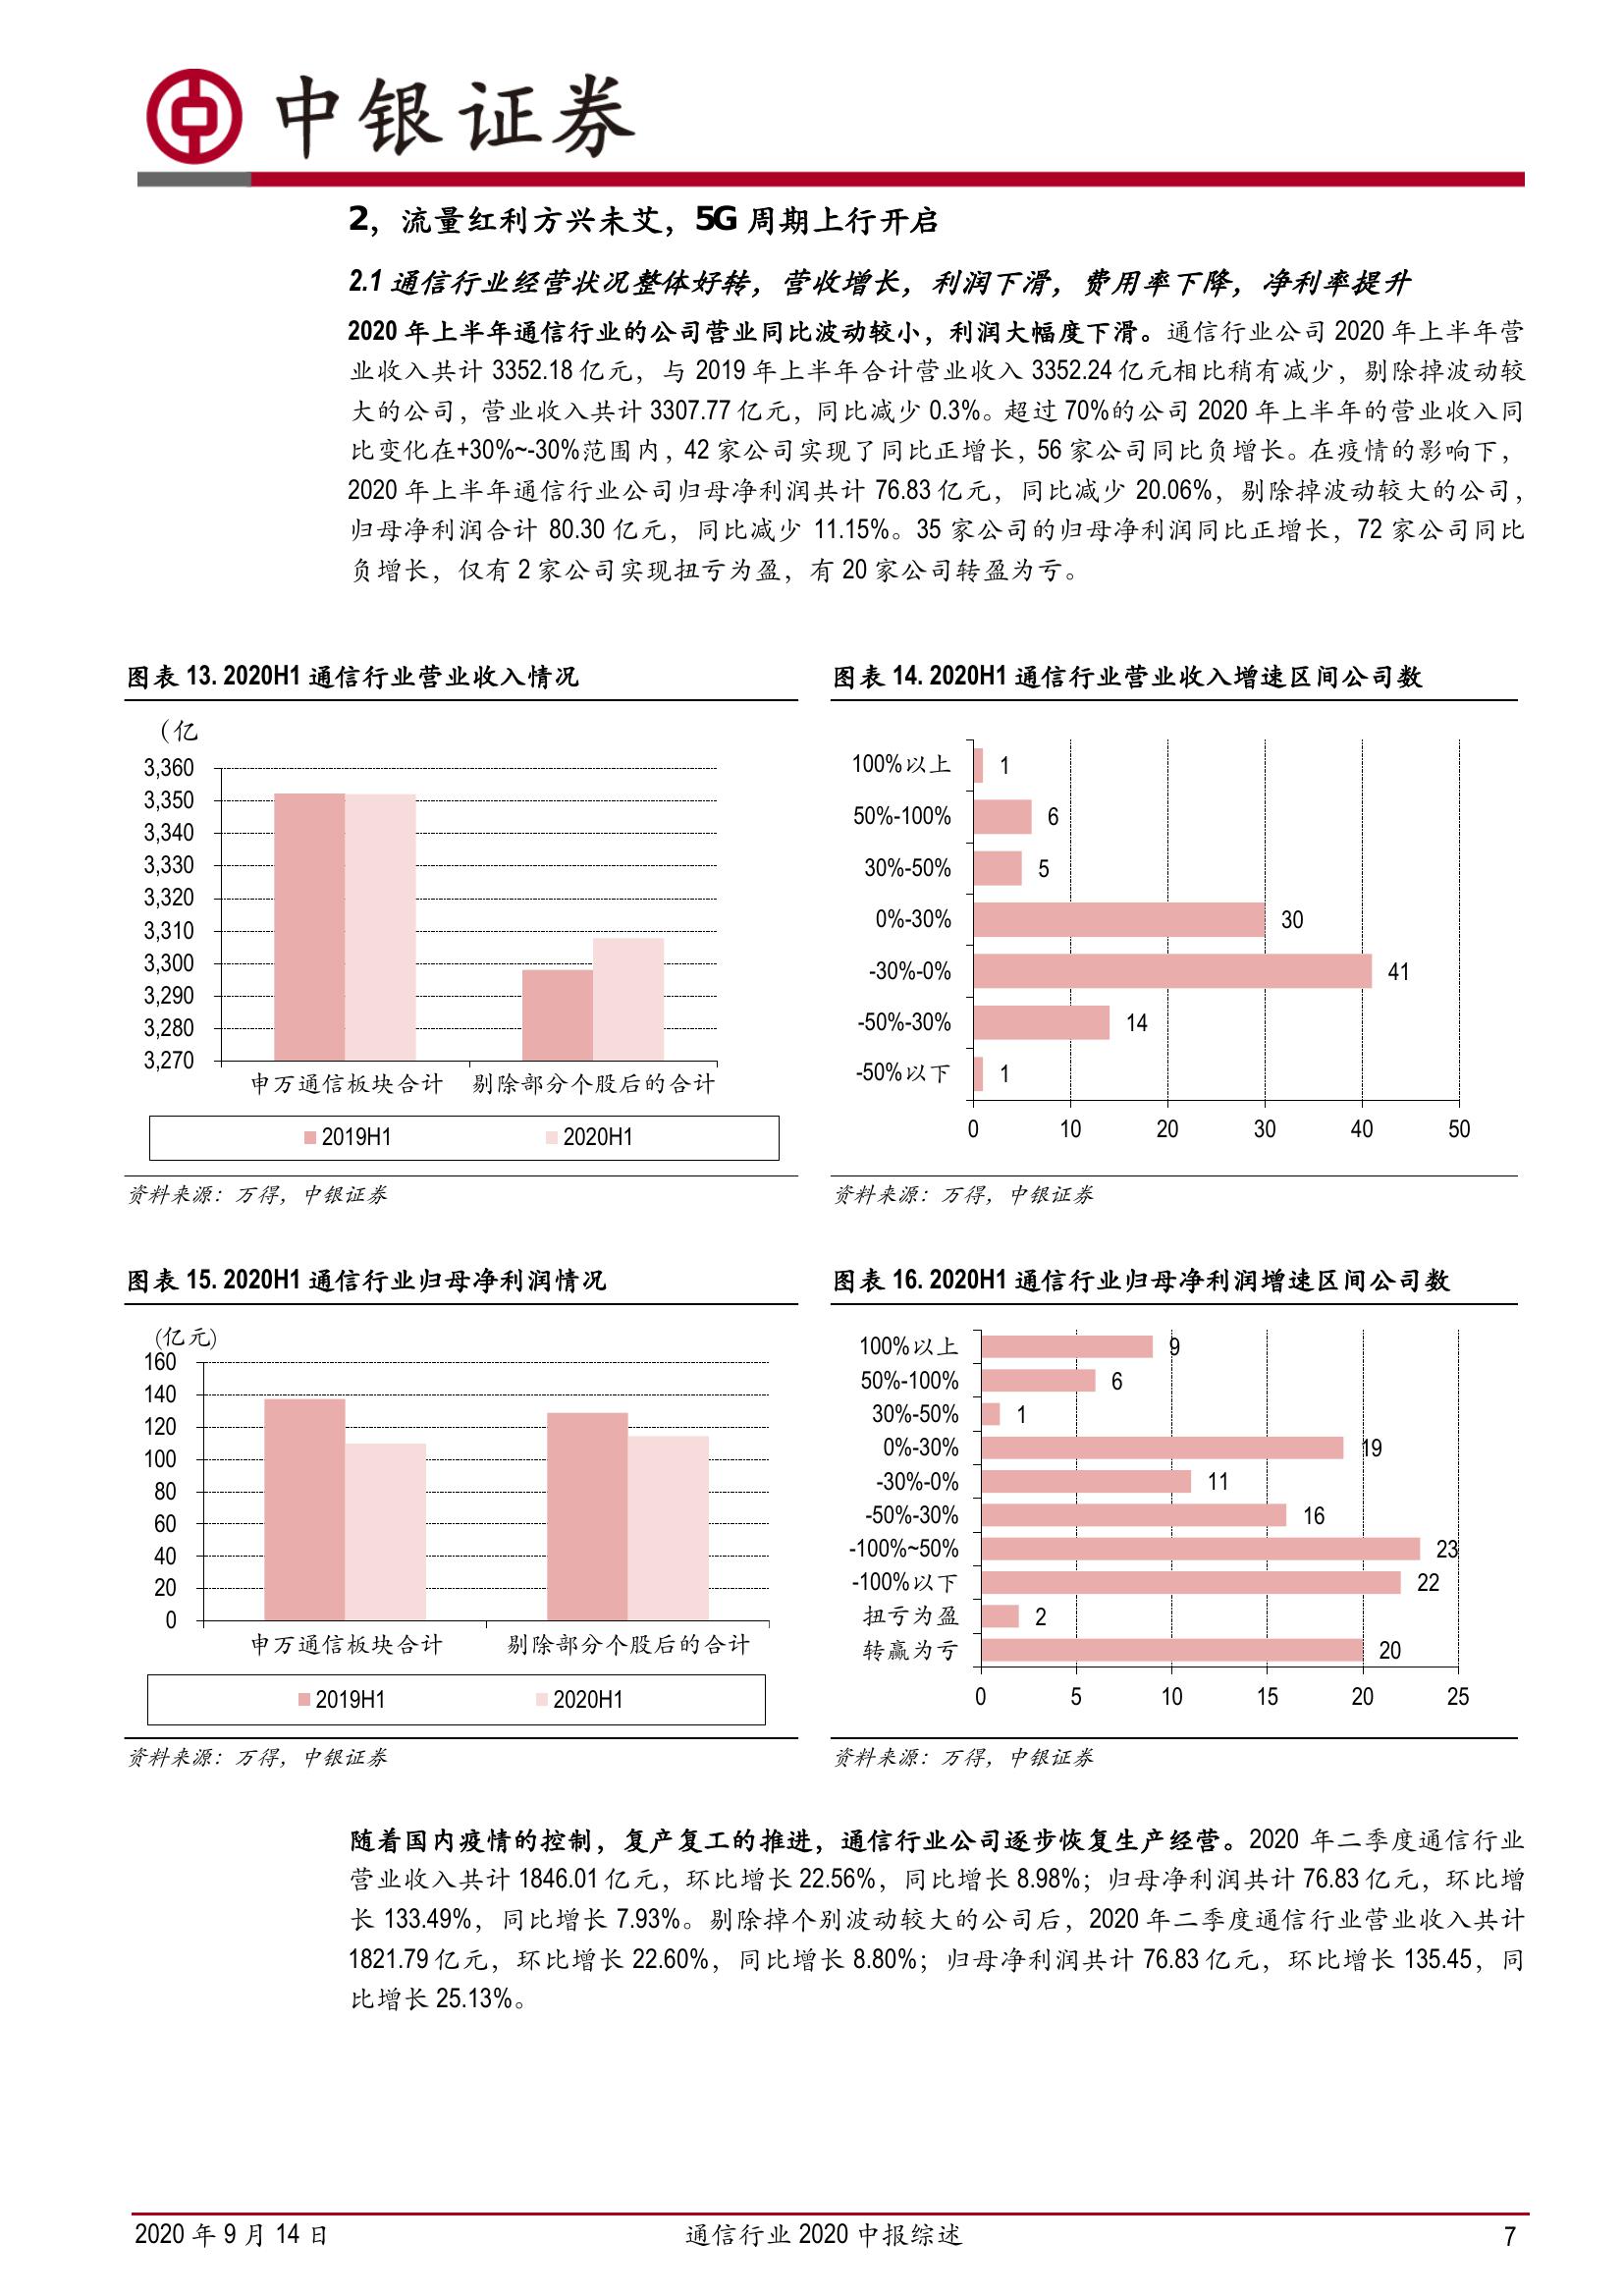 中银证券
2，流量红利方兴未艾，5G 周期上行开启
2.1 通信行业经营状况整体好转，营收增长，利润下滑，费用率下降，净利率提升
2020 年上半年通信行业的公司营业同比波动较小，利润大幅度下滑。通信行业公司 2020 年上半年营
业收入共计 3352.18 亿元，与 2019 年上半年合计营业收入 3352.24 亿元相比稍有减少，剔除掉波动较
大的公司，营业收入共计 3307.77 亿元，同比减少 0.3%。超过 70%的公司 2020 年上半年的营业收入同
比变化在+30%~-30%范围内，42 家公司实现了同比正增长，56 家公司同比负增长。在疫情的影响下，
2020 年上半年通信行业公司归母净利润共计 76.83 亿元，同比减少 20.06%，剔除掉波动较大的公司，
归母净利润合计 80.30 亿元，同比减少 11.15%。35 家公司的归母净利润同比正增长，72 家公司同比
负增长，仅有 2 家公司实现扭亏为盈，有 20 家公司转盈为亏。
图表 13. 2020H1 通信行业营业收入情况
（亿
3,360
3,350
3,340
3,330
3,320
3,310
3,300
3,290
3,280
3,270
申万通信板块合计 剔除部分个股后的合计
2019H1 2020H1
资料来源：万得，中银证券
图表 14. 2020H1 通信行业营业收入增速区间公司数
100%以上 1
50%-100% 6
30%-50% 5
0%-30% 30
-30%-0% 41
-50%-30% 14
-50%以下 1
0 10 20 30 40 50
资料来源：万得，中银证券
图表 15. 2020H1 通信行业归母净利润情况
(亿元)
160
140
120
100
80
60
40
20
0
申万通信板块合计 剔除部分个股后的合计
2019H1 2020H1
资料来源：万得，中银证券
图表 16. 2020H1 通信行业归母净利润增速区间公司数
100%以上 9
50%-100% 6
30%-50% 1
0%-30% 19
-30%-0% 11
-50%-30% 16
-100%~50% 23
-100%以下 22
扭亏为盈 2
转赢为亏 20
0 5 10 15 20 25
资料来源：万得，中银证券
随着国内疫情的控制，复产复工的推进，通信行业公司逐步恢复生产经营。2020 年二季度通信行业
营业收入共计 1846.01 亿元，环比增长 22.56%，同比增长 8.98%；归母净利润共计 76.83 亿元，环比增
长 133.49%，同比增长 7.93%。剔除掉个别波动较大的公司后，2020 年二季度通信行业营业收入共计
1821.79 亿元，环比增长 22.60%，同比增长 8.80%；归母净利润共计 76.83 亿元，环比增长 135.45，同
比增长 25.13%。
2020 年 9 月 14 日 通信行业 2020 中报综述 7